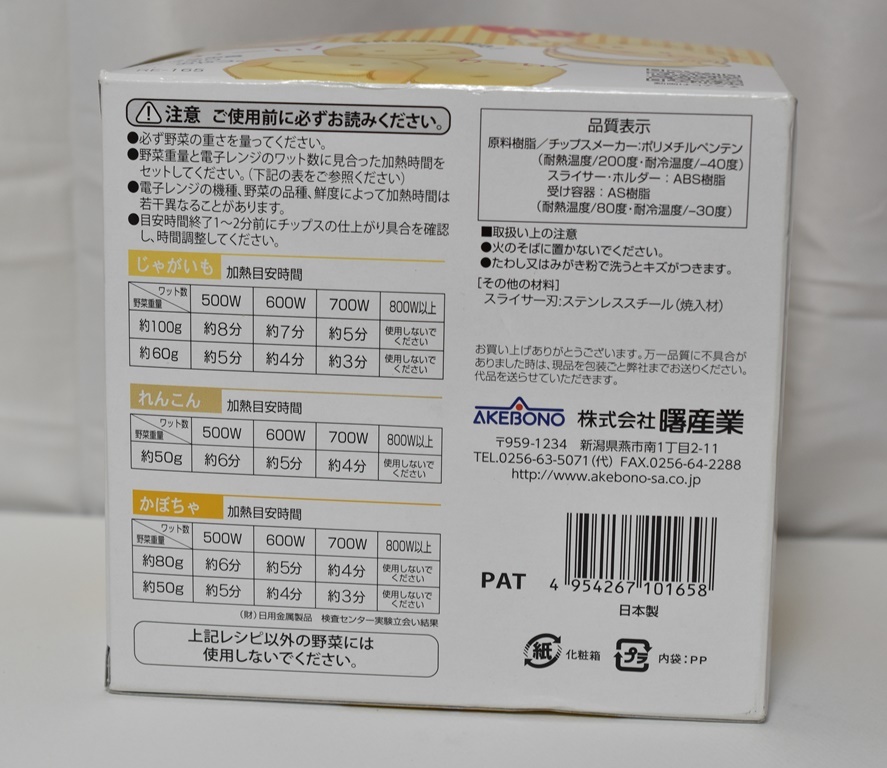 注意 ご使用前に必ずお読みください。
●必ず野菜の重さを量ってください。
●野菜重量と電子レンジのワット数に見合った加熱時間を
セットしてください。(下記の表をご参照ください)
●電子レンジの機種、野菜の品種、鮮度によって加熱時間は
若干異なることがあります。
●目安時間終了1〜2分前にチップスの仕上がり具合を確認
し、時間調整してください。
じゃがいも 加熱目安時間
ワット数
野菜重量 500W 600W 700W 800W以上
約100g 約8分 約7分 約5分 使用しないで
ください
約60g 約5分 約4分 約3分 使用しないで
ください
れんこん 加熱目安時間
ワット数
野菜重量 500W 600W 700W 800W以上
約50g 約6分 約5分 約4分 使用しないで
ください
かぼちゃ 加熱目安時間
ワット数
野菜重量 500W 600W 700W 800W以上
約80g 約6分 約5分 約4分 使用しないで
ください
約50g 約5分 約4分 約3分 使用しないで
ください
(財)日用金属製品 検査センター実験立会い結果
上記レシピ以外の野菜には
使用しないでください。
品質表示
原料樹脂/チップスメーカー:ポリメチルペンテン
(耐熱温度/200度・耐冷温度/-40度)
スライサー・ホルダー:ABS樹脂
受け容器:AS樹脂
(耐熱温度/80度・耐冷温度/-30度)
■取扱い上の注意
●火のそばに置かないでください。
●たわし又はみがき粉で洗うとキズがつきます。
[その他の材料]
スライサー刃:ステンレススチール(焼入材)
お買い上げありがとうございます。万一品質に不具合が
ありました時は、現品を包装ごと弊社までお送りください。
代品を送らせていただきます。
AKEBONO 株式会社 曙産業
〒959-1234 新潟県燕市南1丁目2-11
TEL.0256-63-5071(代) FAX.0256-64-2288
http://www.akebono-sa.co.jp
PAT 4 954267 101658
日本製
紙 化粧箱 プラ 内袋:PP